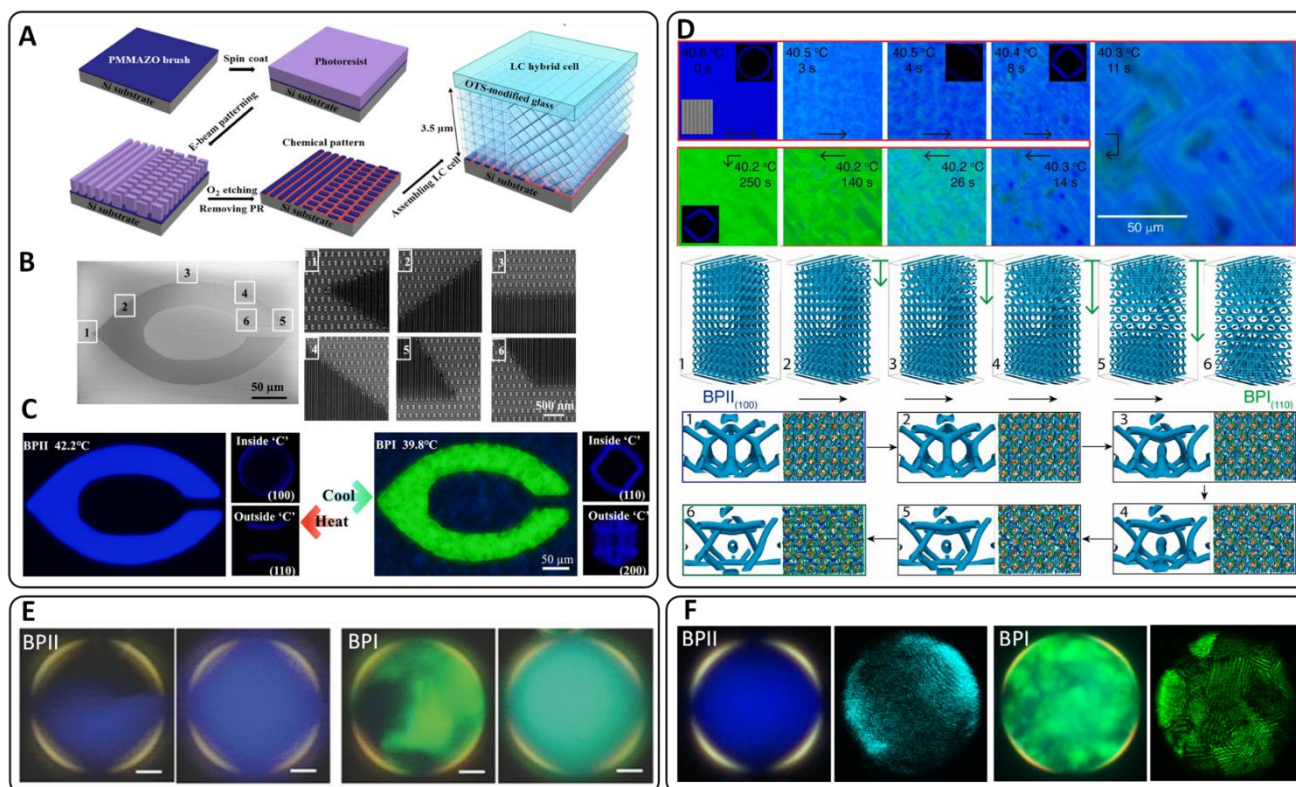 A
PMMAZO brush
Si substrate
Spin coat
Photoresist
Si substrate
E-beam patterning
Si substrate
O₂ etching
Removing PR
Chemical pattern
Si substrate
Assembling LC cell
LC hybrid cell
OTS-modified glass
3.5 µm
Si substrate
B
1
2
3
4
5
6
50 µm
1
2
3
4
5
6
500 nm
C
BPII 42.2℃
Inside 'C'
(100)
Outside 'C'
(110)
Cool
Heat
BPI 39.8℃
50 µm
Inside 'C'
(110)
Outside 'C'
(200)
D
40.6 °C
0 s
40.5 °C
3 s
40.5 °C
4 s
40.4 °C
8 s
40.3 °C
11 s
40.2 °C
250 s
40.2 °C
140 s
40.2 °C
26 s
40.3 °C
14 s
50 µm
1
2
3
4
5
6
BPII(100)
BPI(110)
1
2
3
6
5
4
E
BPII
BPI
F
BPII
BPI